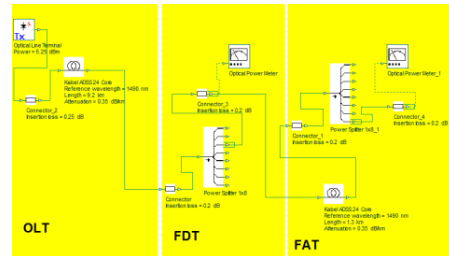 Tx
Optical Line Terminal
Power = 5.25 dBm
Kabel ADSS 24 Core
Reference wavelength = 1490 nm
Length = 9.2 km
Attenuation = 0.35 dB/km
Connector_2
Insertion loss = 0.25 dB
OLT
Optical Power Meter
Connector_3
Insertion loss = 0.2 dB
Power Splitter 1x8
Connector
Insertion loss = 0.2 dB
FDT
Optical Power Meter_1
Connector_1
Insertion loss = 0.2 dB
Connector_4
Insertion loss = 0.2 dB
Power Splitter 1x8_1
Kabel ADSS 24 Core
Reference wavelength = 1490 nm
Length = 1.3 km
Attenuation = 0.35 dB/km
FAT